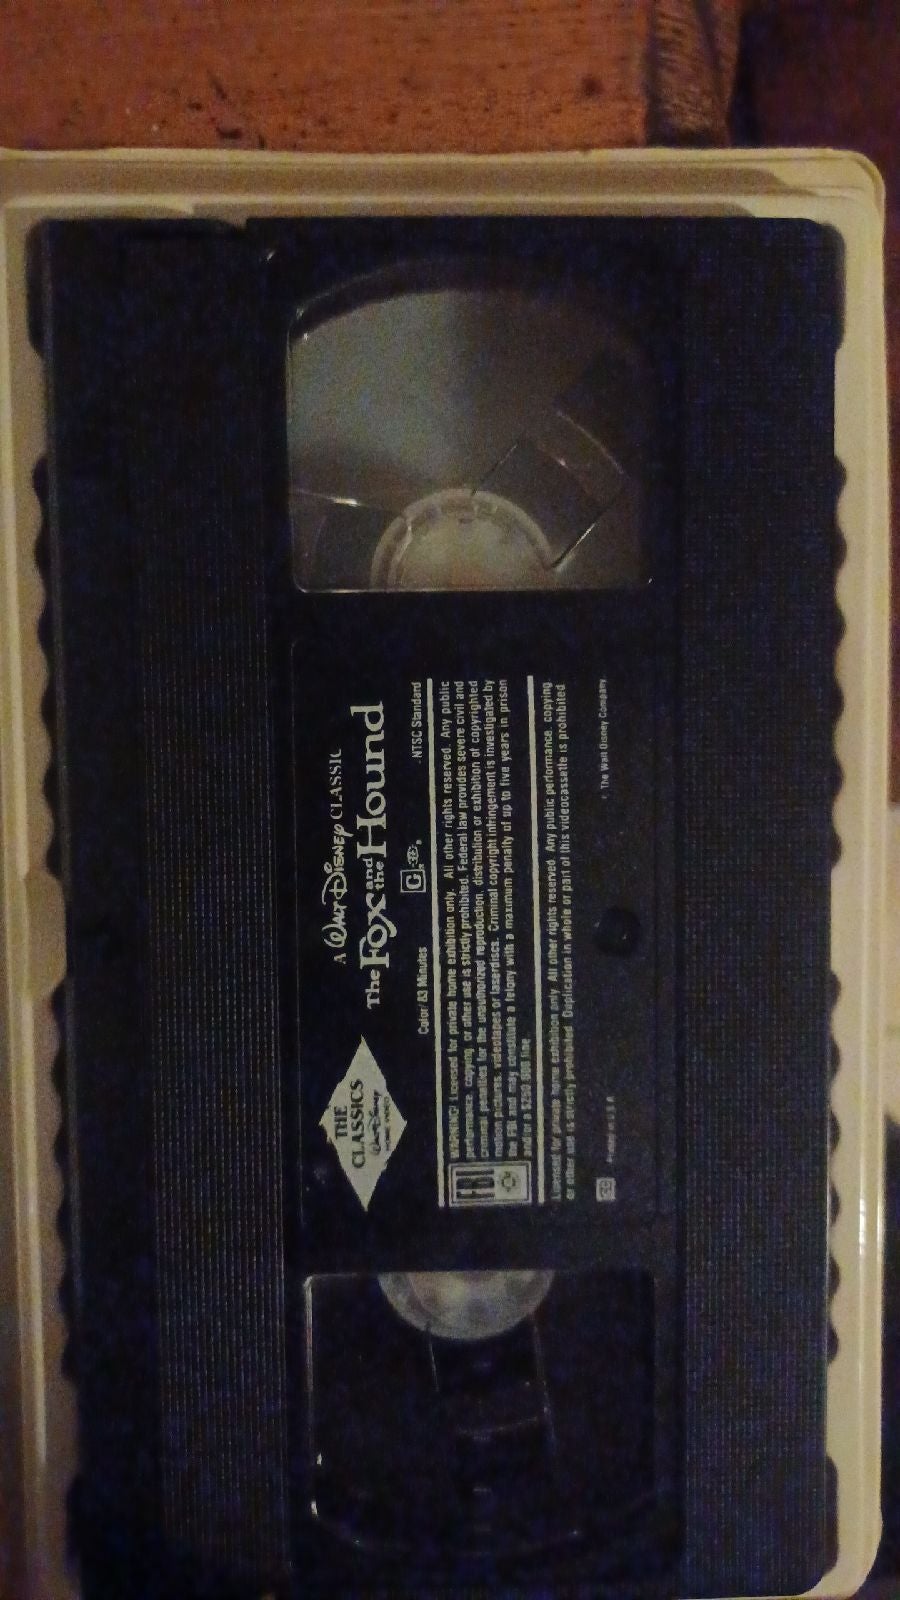 THE
CLASSICS
WALT DISNEY
HOME VIDEO
A WALT DISNEY CLASSIC
The Fox and the Hound
Color/83 Minutes
G
NTSC Standard
FBI
WARNING! Licensed for private home exhibition only. All other rights reserved. Any public
performance, copying, or other use is strictly prohibited. Federal law provides severe civil and
criminal penalties for the unauthorized reproduction, distribution or exhibition of copyrighted
motion pictures, videotapes or laserdiscs. Criminal copyright infringement is investigated by
the FBI and may constitute a felony with a maximum penalty of up to five years in prison
and/or a $250,000 fine.
Licensed for private home exhibition only. All other rights reserved. Any public performance, copying,
or other use is strictly prohibited. Duplication in whole or part of this videocassette is prohibited.
CC
Printed in U.S.A.
© The Walt Disney Company